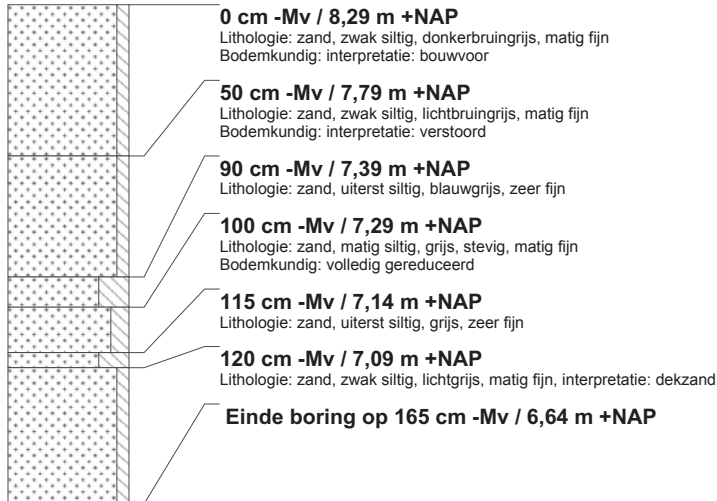 0 cm -Mv / 8,29 m +NAP
Lithologie: zand, zwak siltig, donkerbruingrijs, matig fijn
Bodemkundig: interpretatie: bouwvoor
50 cm -Mv / 7,79 m +NAP
Lithologie: zand, zwak siltig, lichtbruingrijs, matig fijn
Bodemkundig: interpretatie: verstoord
90 cm -Mv / 7,39 m +NAP
Lithologie: zand, uiterst siltig, blauwgrijs, zeer fijn
100 cm -Mv / 7,29 m +NAP
Lithologie: zand, matig siltig, grijs, stevig, matig fijn
Bodemkundig: volledig gereduceerd
115 cm -Mv / 7,14 m +NAP
Lithologie: zand, uiterst siltig, grijs, zeer fijn
120 cm -Mv / 7,09 m +NAP
Lithologie: zand, zwak siltig, lichtgrijs, matig fijn, interpretatie: dekzand
Einde boring op 165 cm -Mv / 6,64 m +NAP